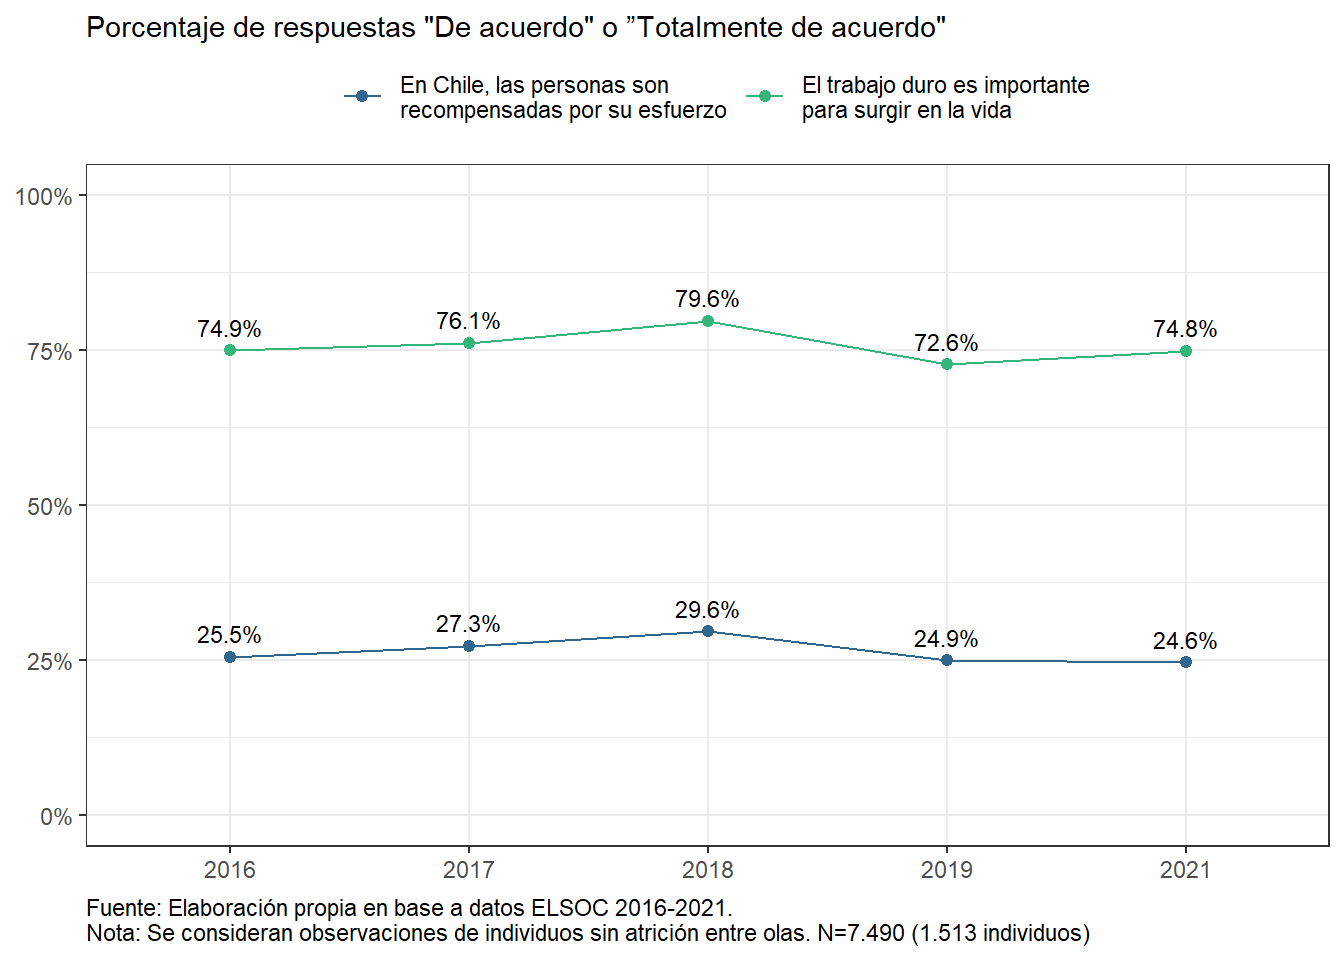 Porcentaje de respuestas "De acuerdo" o ”Totalmente de acuerdo"
En Chile, las personas son
recompensadas por su esfuerzo
El trabajo duro es importante
para surgir en la vida
100%
75%
50%
25%
0%
74.9%
76.1%
79.6%
72.6%
74.8%
25.5%
27.3%
29.6%
24.9%
24.6%
2016
2017
2018
2019
2021
Fuente: Elaboración propia en base a datos ELSOC 2016-2021.
Nota: Se consideran observaciones de individuos sin atrición entre olas. N=7.490 (1.513 individuos)